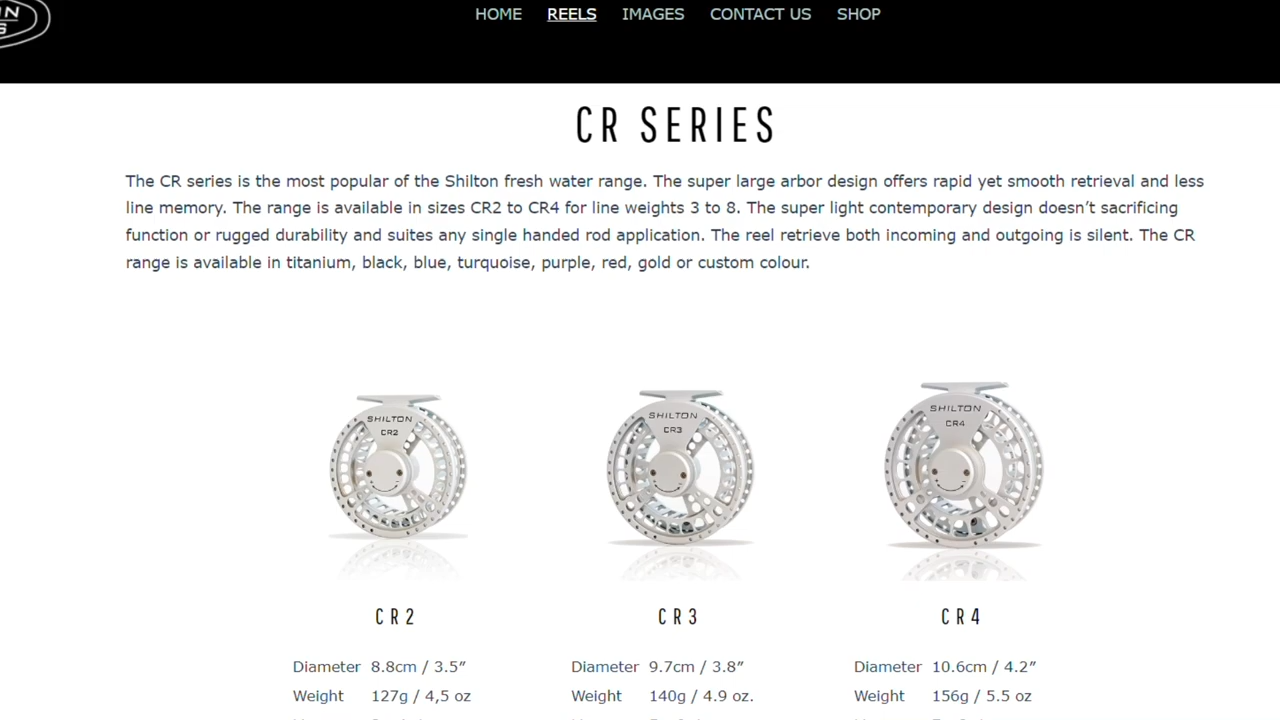 HOME REELS IMAGES CONTACT US SHOP
CR SERIES
The CR series is the most popular of the Shilton fresh water range. The super large arbor design offers rapid yet smooth retrieval and less
line memory. The range is available in sizes CR2 to CR4 for line weights 3 to 8. The super light contemporary design doesn’t sacrificing
function or rugged durability and suites any single handed rod application. The reel retrieve both incoming and outgoing is silent. The CR
range is available in titanium, black, blue, turquoise, purple, red, gold or custom colour.
SHILTON
CR2
SHILTON
CR3
SHILTON
CR4
CR2 CR3 CR4
Diameter 8.8cm / 3.5” Diameter 9.7cm / 3.8” Diameter 10.6cm / 4.2”
Weight 127g / 4,5 oz Weight 140g / 4.9 oz. Weight 156g / 5.5 oz